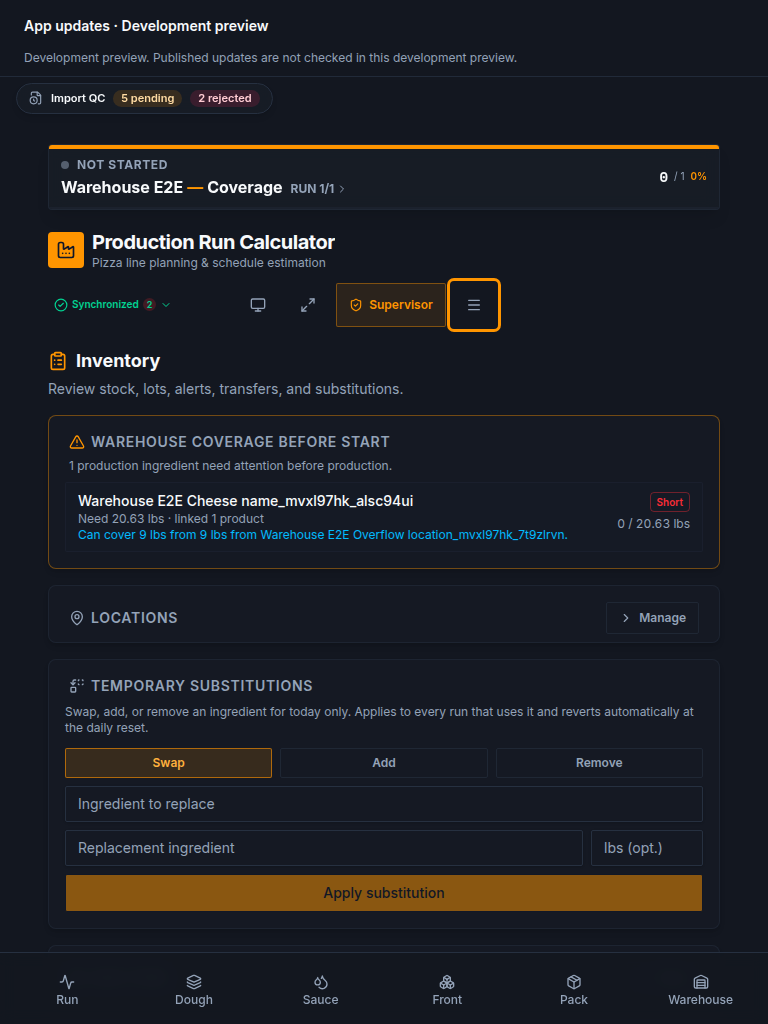 App updates · Development preview
Development preview. Published updates are not checked in this development preview.
Import QC 5 pending 2 rejected
NOT STARTED
Warehouse E2E — Coverage RUN 1/1
0 / 1 0%
Production Run Calculator
Pizza line planning & schedule estimation
Synchronized 2
Supervisor
Inventory
Review stock, lots, alerts, transfers, and substitutions.
WAREHOUSE COVERAGE BEFORE START
1 production ingredient need attention before production.
Warehouse E2E Cheese name_mvxl97hk_alsc94ui
Short
Need 20.63 lbs · linked 1 product
0 / 20.63 lbs
Can cover 9 lbs from 9 lbs from Warehouse E2E Overflow location_mvxl97hk_7t9zlrvn.
LOCATIONS
Manage
TEMPORARY SUBSTITUTIONS
Swap, add, or remove an ingredient for today only. Applies to every run that uses it and reverts automatically at
the daily reset.
Swap Add Remove
Ingredient to replace
Replacement ingredient lbs (opt.)
Apply substitution
Run Dough Sauce Front Pack Warehouse